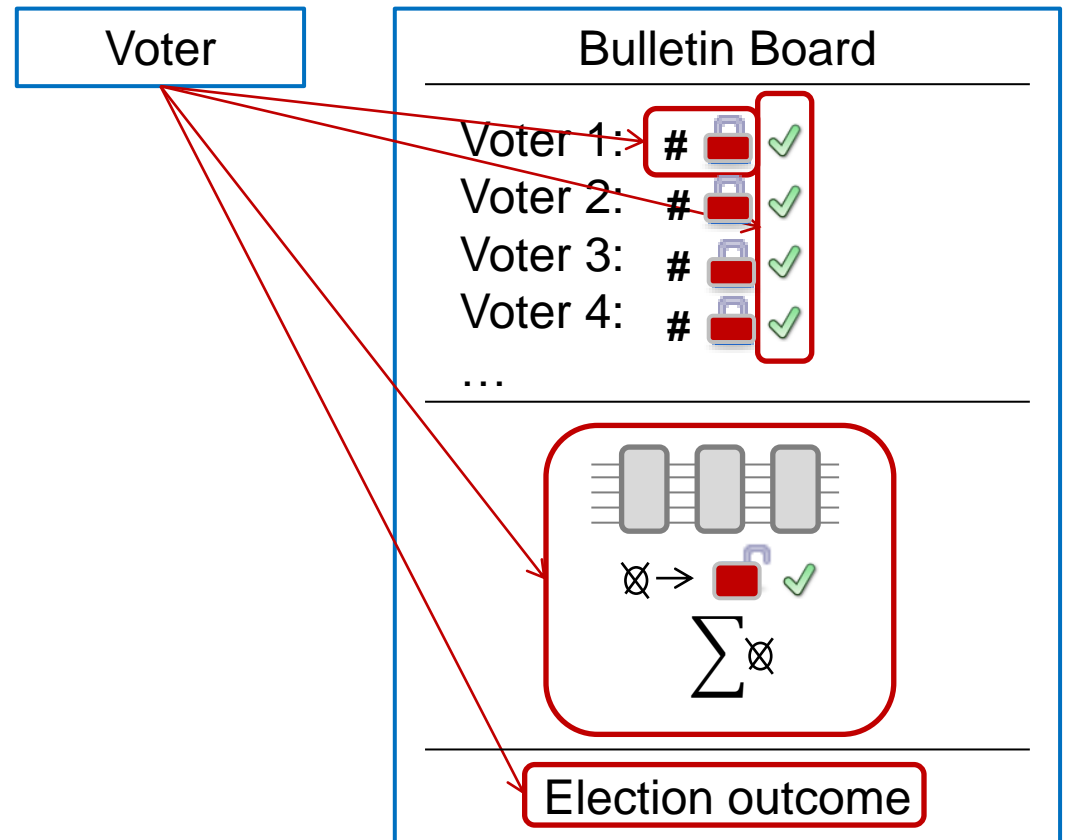 Voter
Bulletin Board
Voter 1: #
Voter 2: #
Voter 3: #
Voter 4: #
…
→
∑
Election outcome